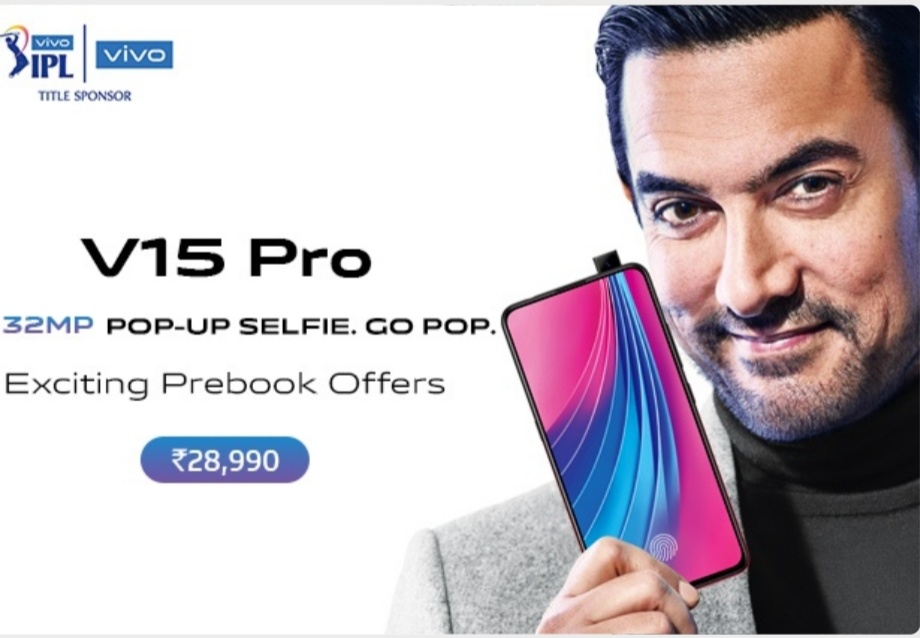 vivo
IPL
vivo
TITLE SPONSOR
V15 Pro
32MP POP-UP SELFIE. GO POP.
Exciting Prebook Offers
₹28,990